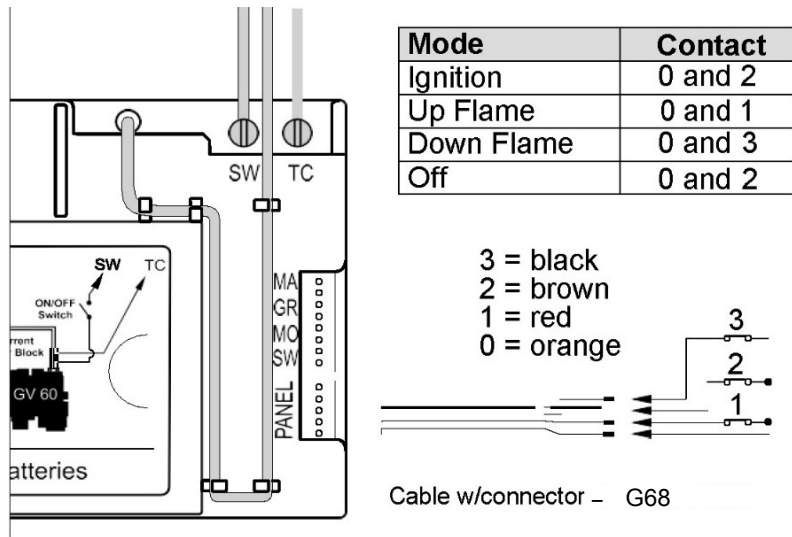 SW TC
SW TC
ON/OFF
Switch
rrent
r Block
GV 60
atteries
MA
GR
MO
SW
PANEL
Mode Contact
Ignition 0 and 2
Up Flame 0 and 1
Down Flame 0 and 3
Off 0 and 2
3 = black
2 = brown
1 = red
0 = orange
3
2
1
Cable w/connector – G68